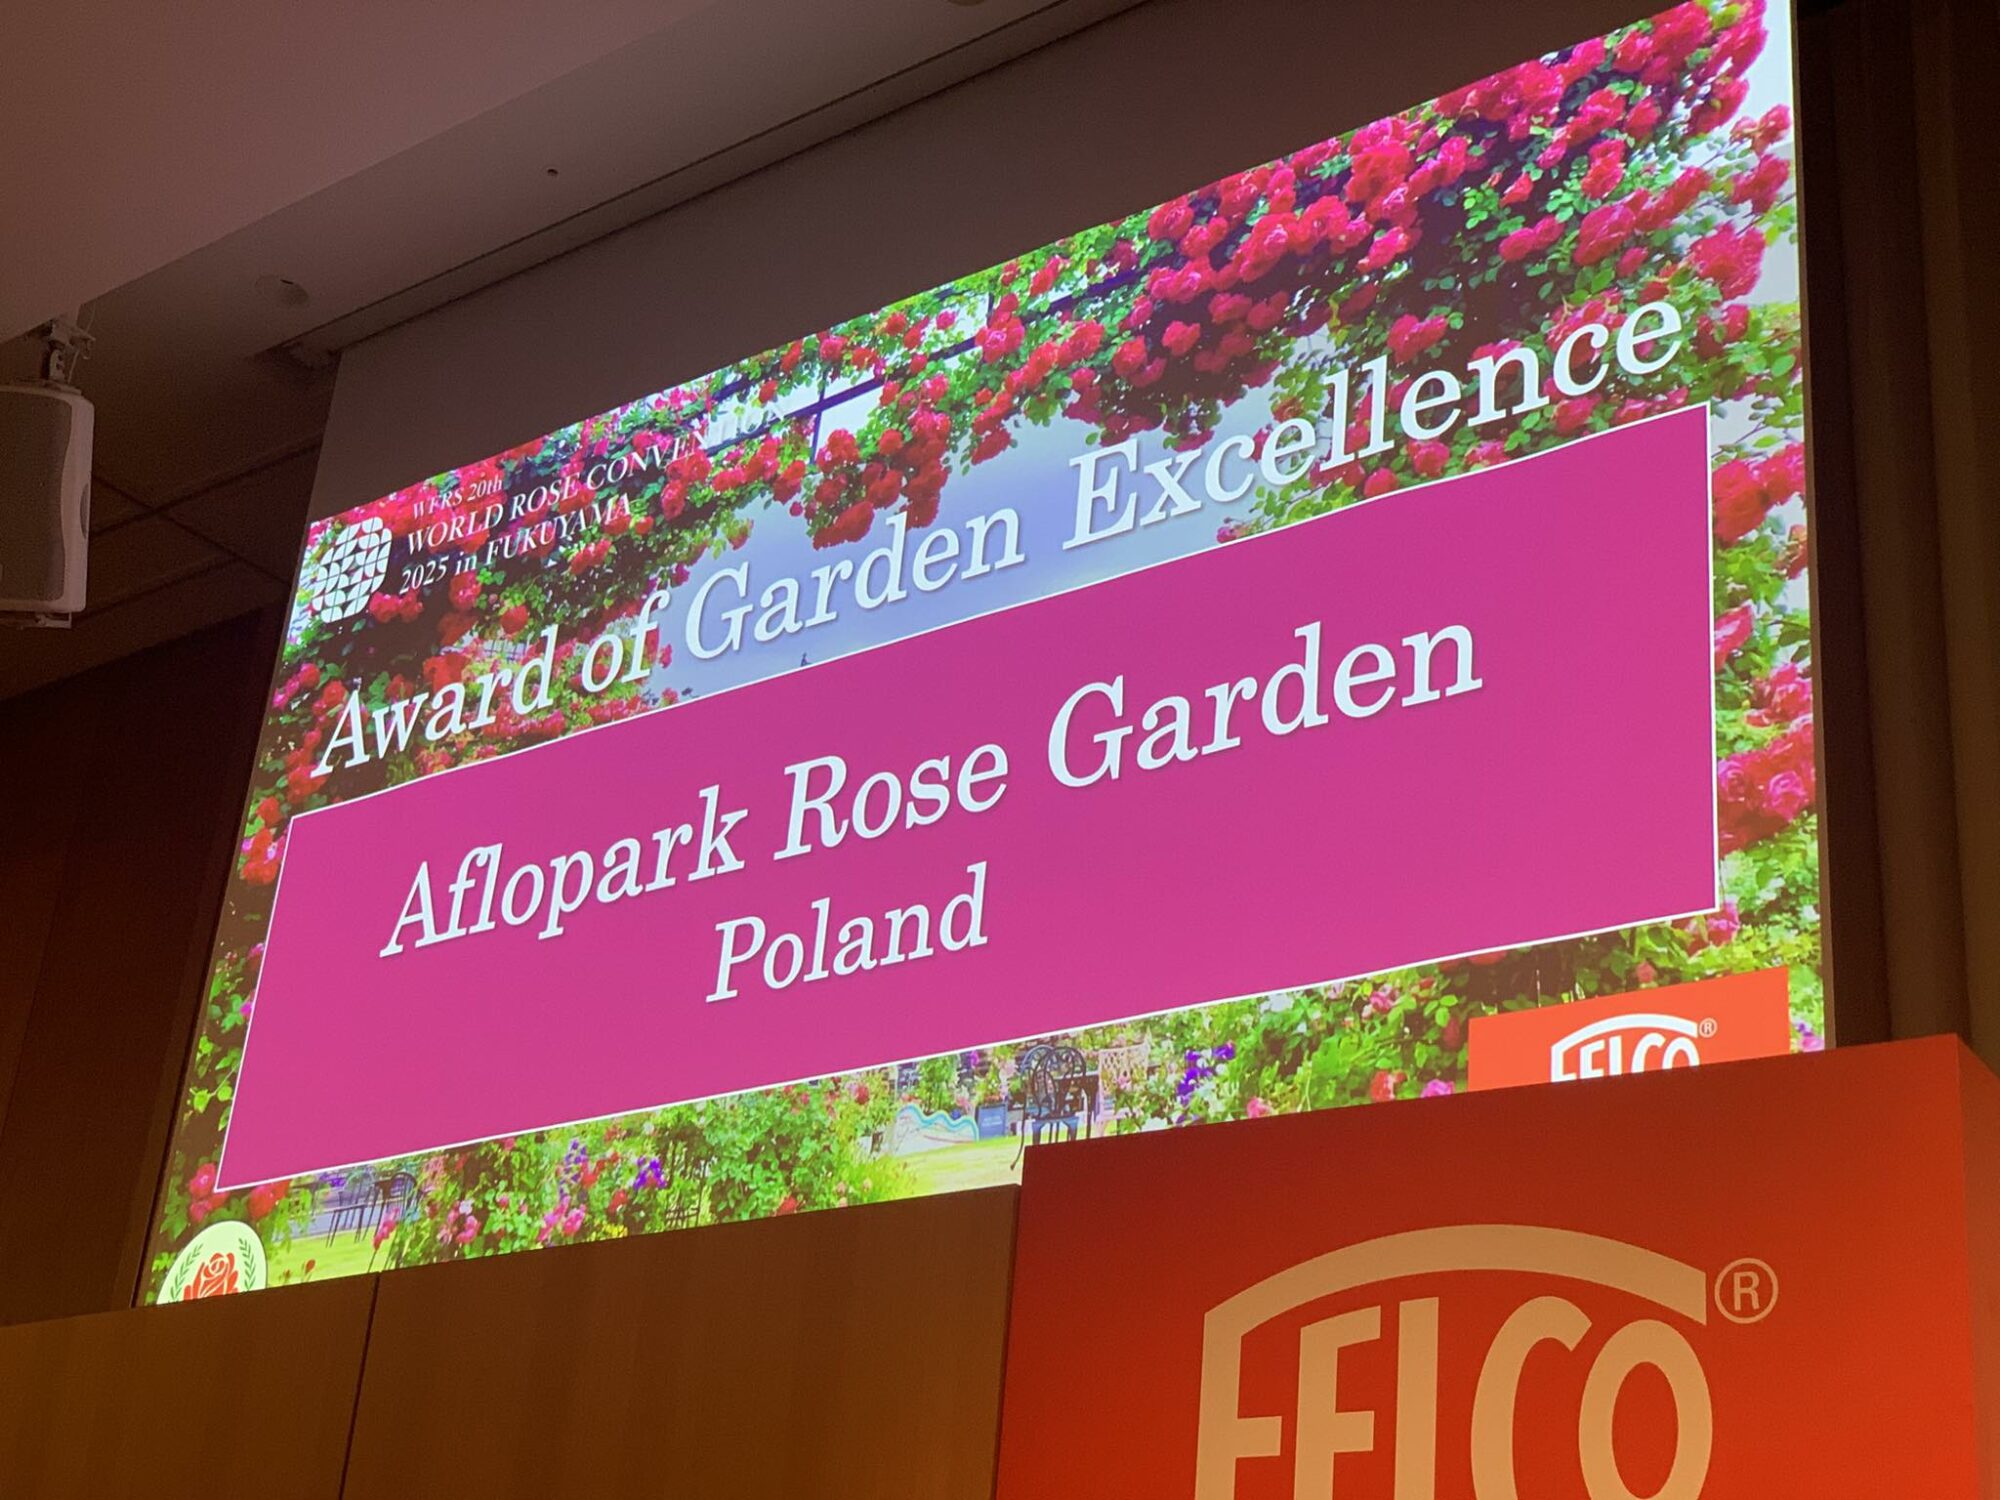 WFRS 20th
WORLD ROSE CONVENTION
2025 in FUKUYAMA
Award of Garden Excellence
Aflopark Rose Garden
Poland
FELCO®
FELCO®